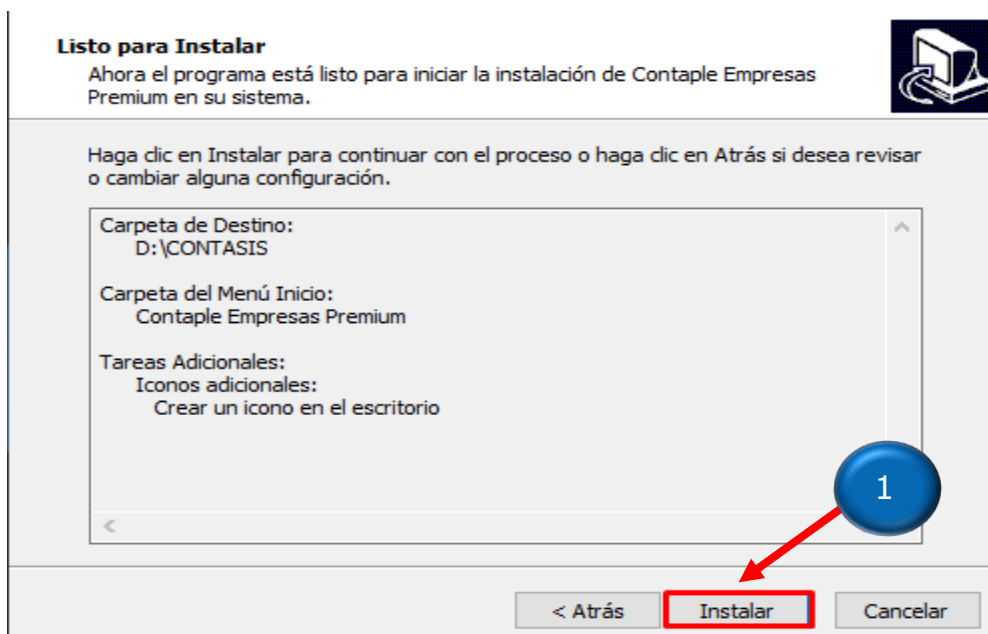 Listo para Instalar
Ahora el programa está listo para iniciar la instalación de Contaple Empresas
Premium en su sistema.
Haga clic en Instalar para continuar con el proceso o haga clic en Atrás si desea revisar
o cambiar alguna configuración.
Carpeta de Destino:
D:\CONTASIS
Carpeta del Menú Inicio:
Contaple Empresas Premium
Tareas Adicionales:
Iconos adicionales:
Crear un icono en el escritorio
1
< Atrás
Instalar
Cancelar